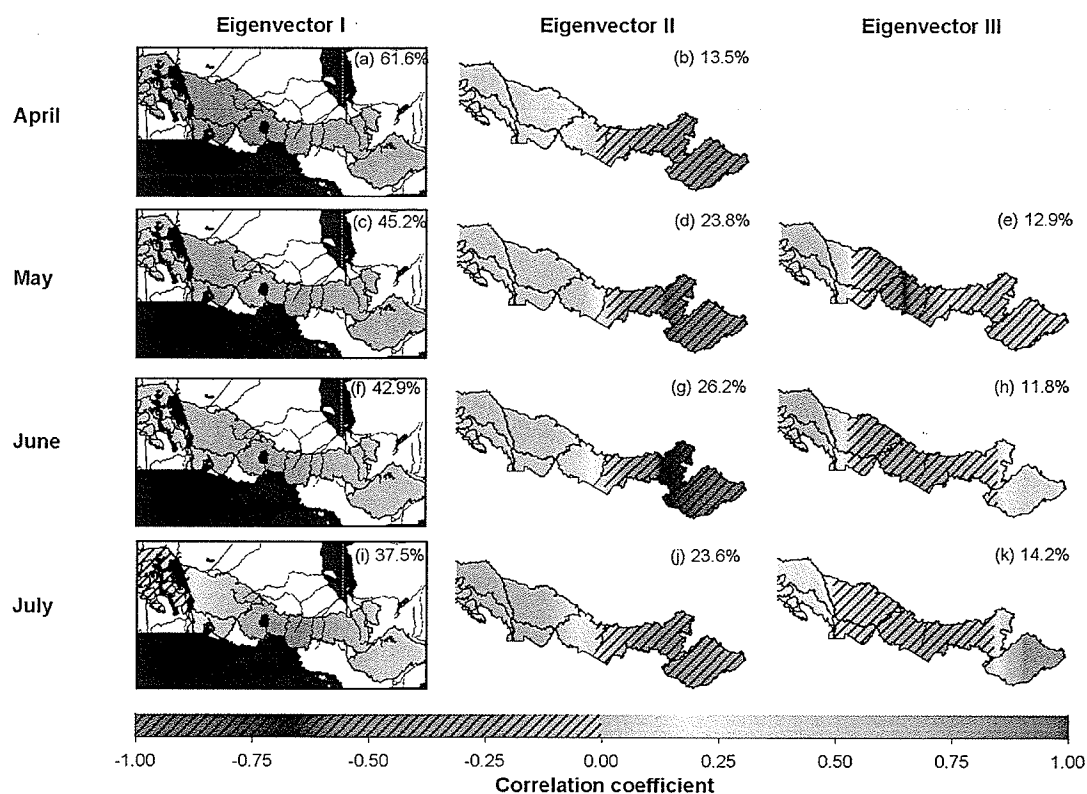 Eigenvector I Eigenvector II Eigenvector III
April (a) 61.6% (b) 13.5%
May (c) 45.2% (d) 23.8% (e) 12.9%
June (f) 42.9% (g) 26.2% (h) 11.8%
July (i) 37.5% (j) 23.6% (k) 14.2%
-1.00 -0.75 -0.50 -0.25 0.00 0.25 0.50 0.75 1.00
Correlation coefficient